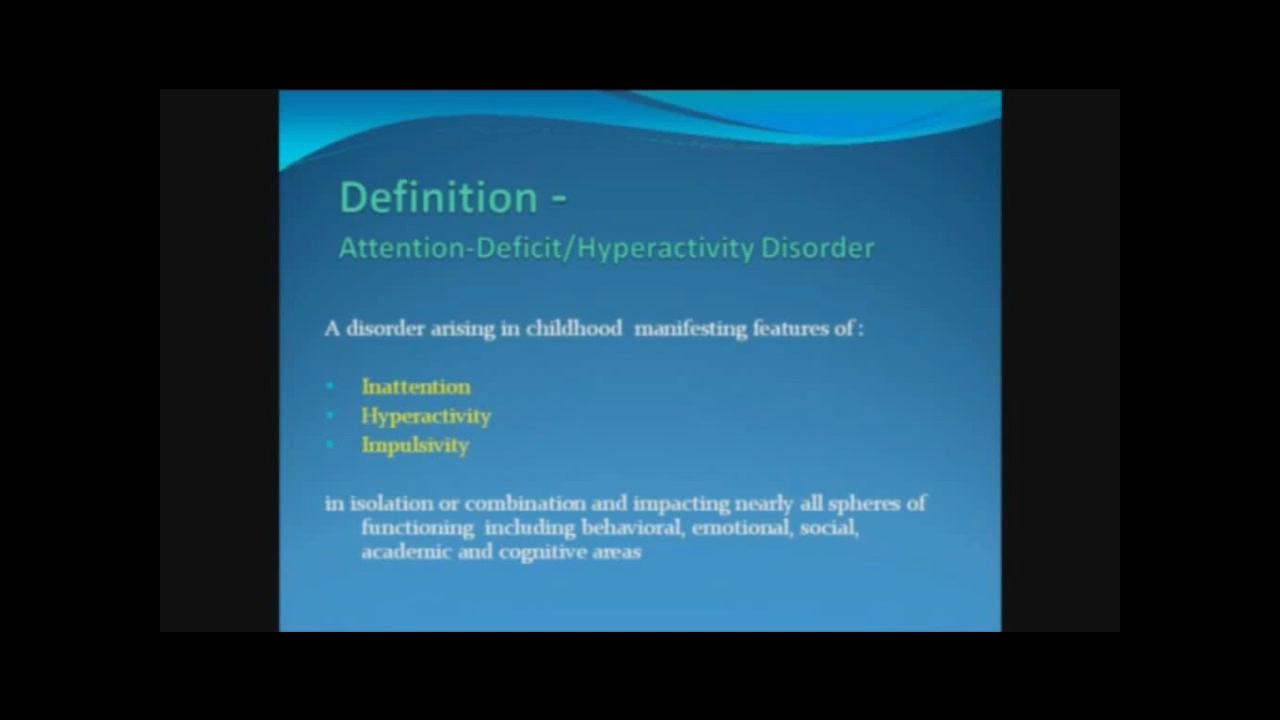 Definition -
Attention-Deficit/Hyperactivity Disorder
A disorder arising in childhood manifesting features of :
• Inattention
• Hyperactivity
• Impulsivity
in isolation or combination and impacting nearly all spheres of
functioning including behavioral, emotional, social,
academic and cognitive areas